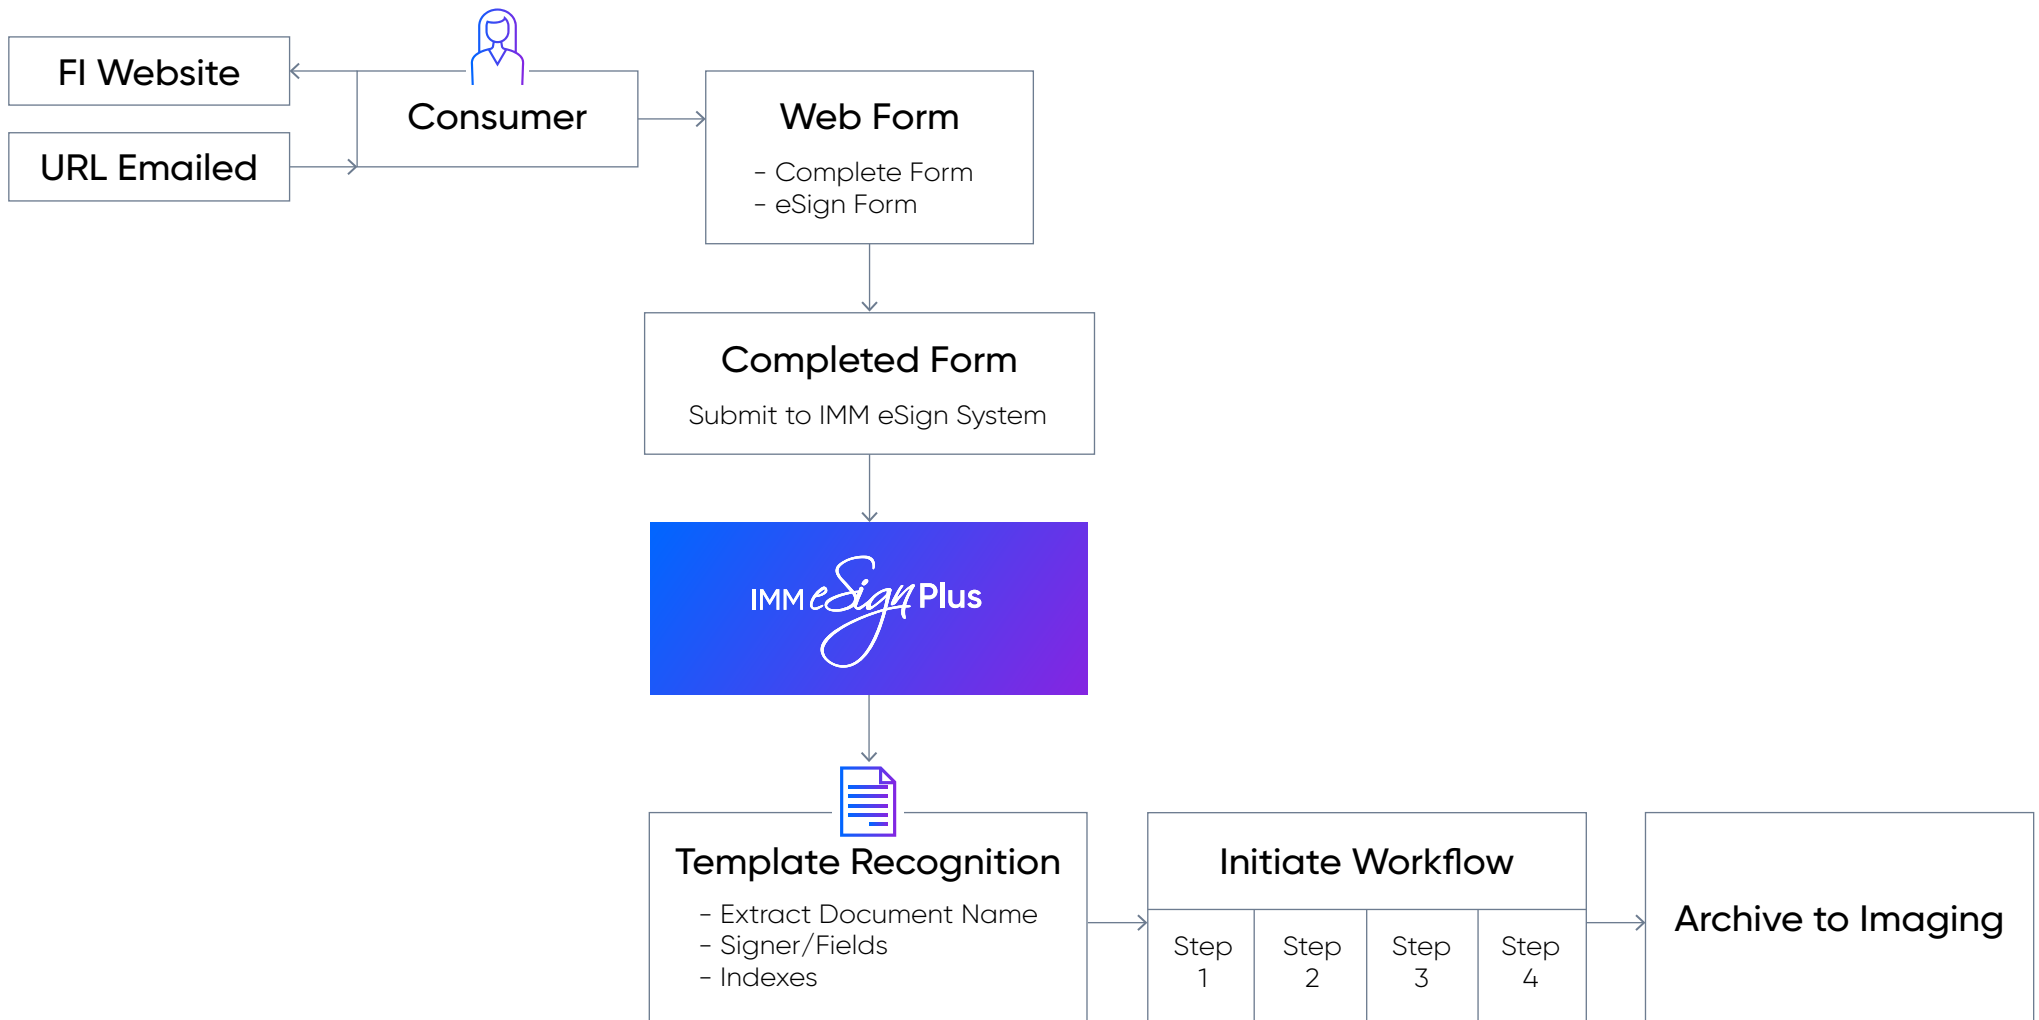 FI Website
URL Emailed
Consumer
Web Form
- Complete Form
- eSign Form
Completed Form
Submit to IMM eSign System
IMM eSign Plus
Template Recognition
- Extract Document Name
- Signer/Fields
- Indexes
Initiate Workflow
Step
1
Step
2
Step
3
Step
4
Archive to Imaging